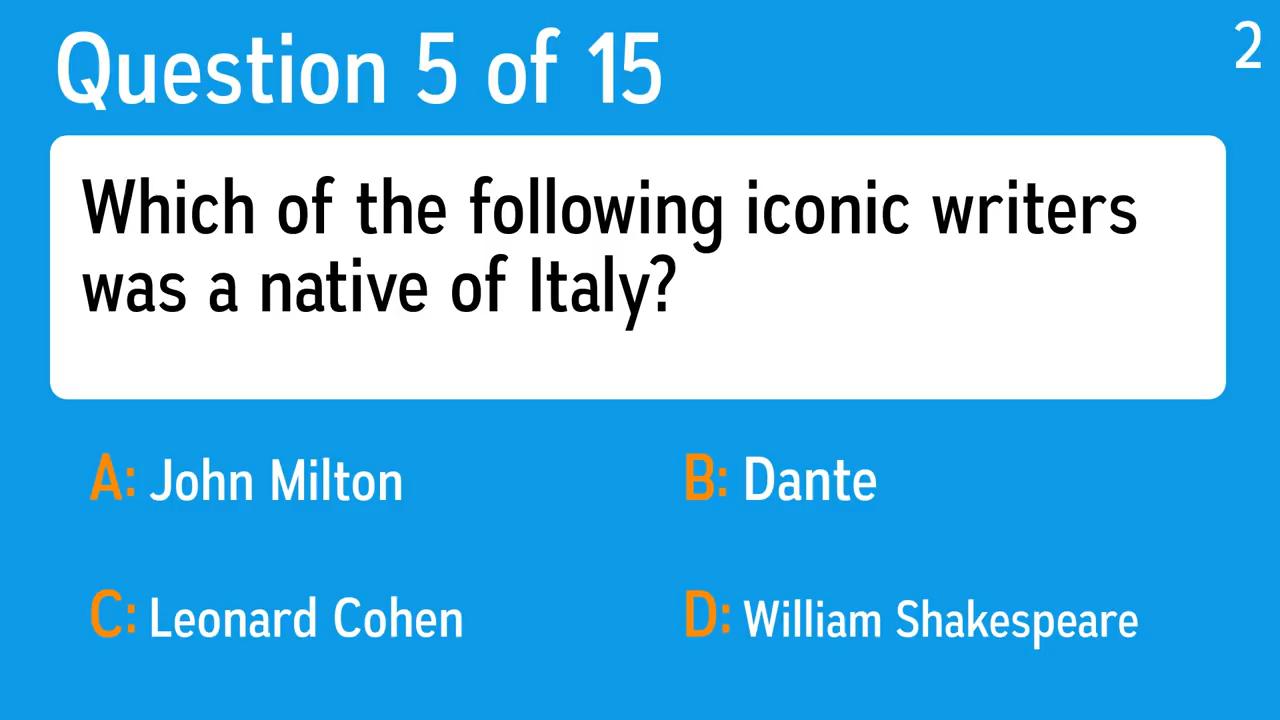 Question 5 of 15
2
Which of the following iconic writers
was a native of Italy?
A: John Milton
B: Dante
C: Leonard Cohen
D: William Shakespeare